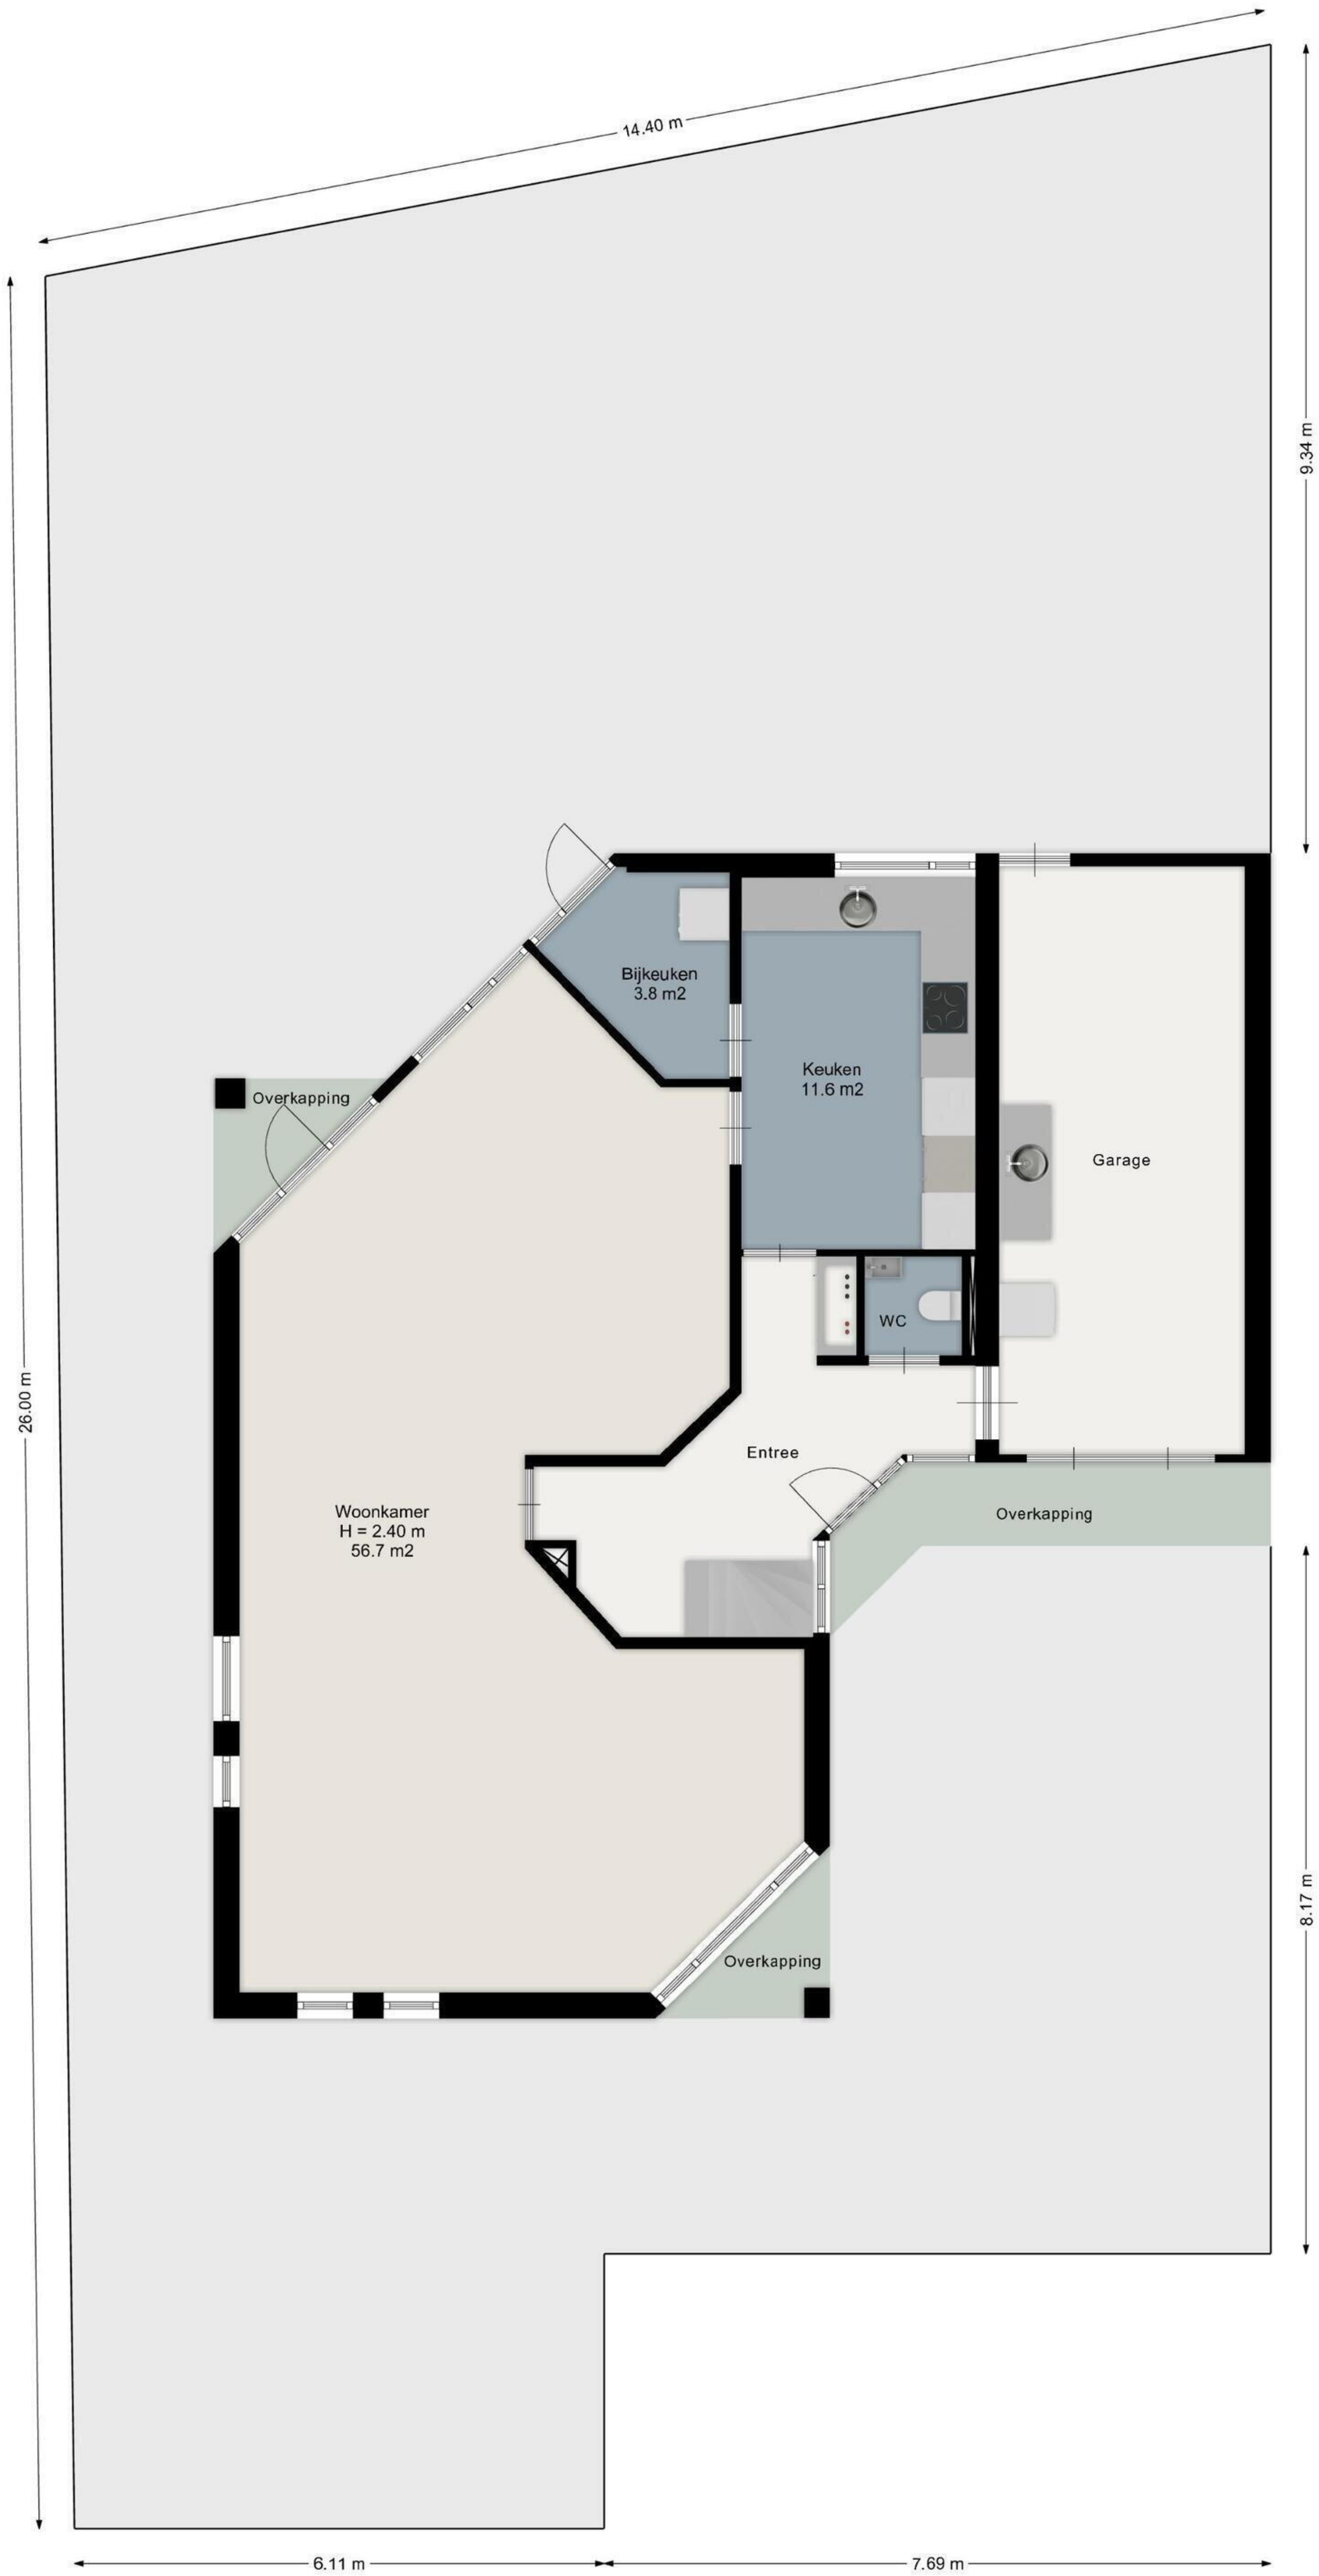 14.40 m
9.34 m
Bijkeuken
3.8 m2
Keuken
11.6 m2
Overkapping
Garage
WC
26.00 m
Entree
Woonkamer
H = 2.40 m
56.7 m2
Overkapping
8.17 m
Overkapping
6.11 m
7.69 m